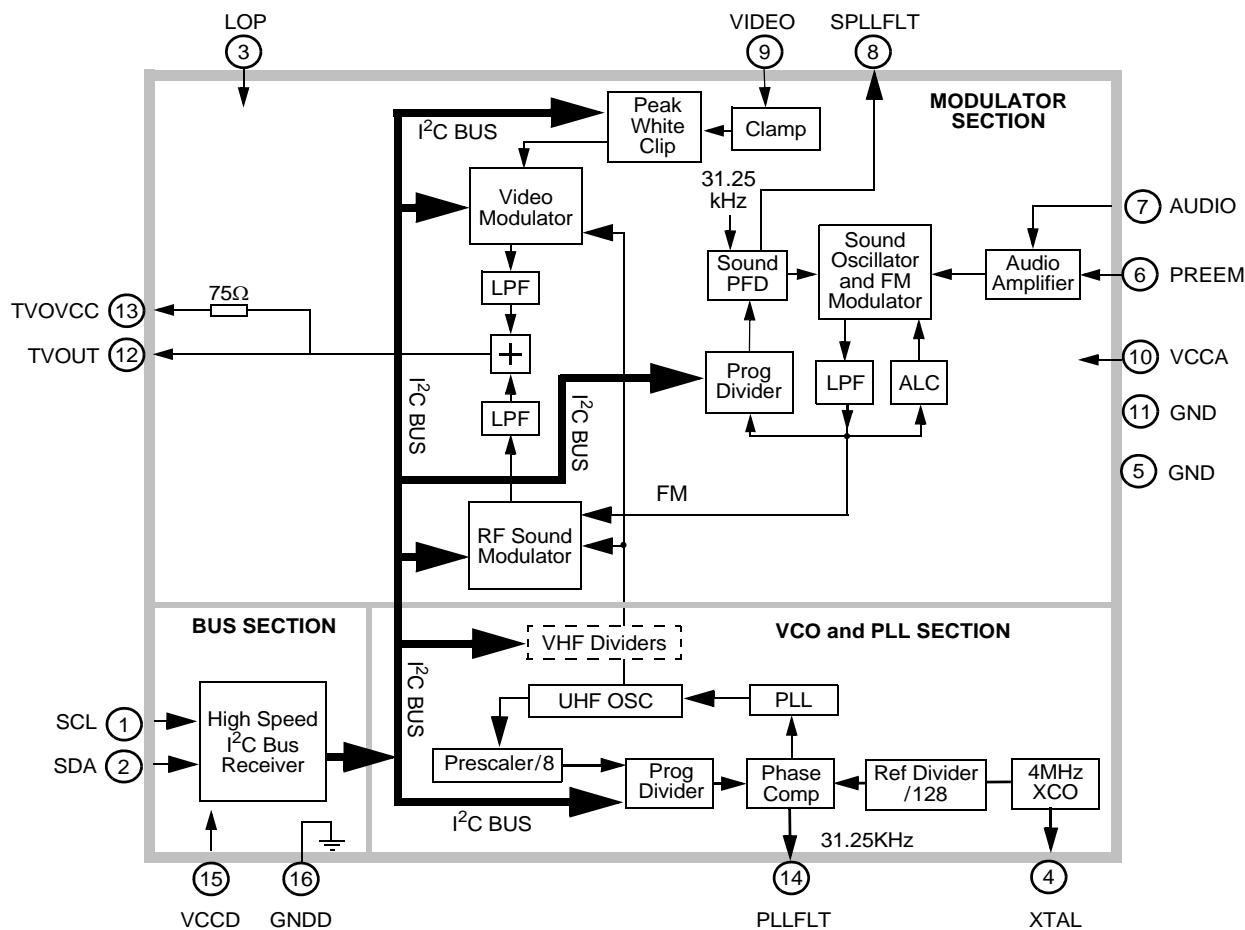 LOP
3
VIDEO
9
SPLLFLT
8
MODULATOR
SECTION
I²C BUS
Peak
White
Clip
Clamp
31.25
kHz
Video
Modulator
7 AUDIO
Sound
PFD
Sound
Oscillator
and FM
Modulator
Audio
Amplifier
6 PREEM
LPF
75Ω
TVOVCC 13
TVOUT 12
+
10 VCCA
Prog
Divider
LPF
ALC
I²C BUS
I²C BUS
LPF
11 GND
5 GND
FM
RF Sound
Modulator
BUS SECTION
VCO and PLL SECTION
VHF Dividers
I²C BUS
UHF OSC
PLL
SCL 1
SDA 2
High Speed
I²C Bus
Receiver
Prescaler/8
Prog
Divider
Phase
Comp
Ref Divider
/128
4MHz
XCO
I²C BUS
31.25KHz
15
VCCD
16
GNDD
14
PLLFLT
4
XTAL